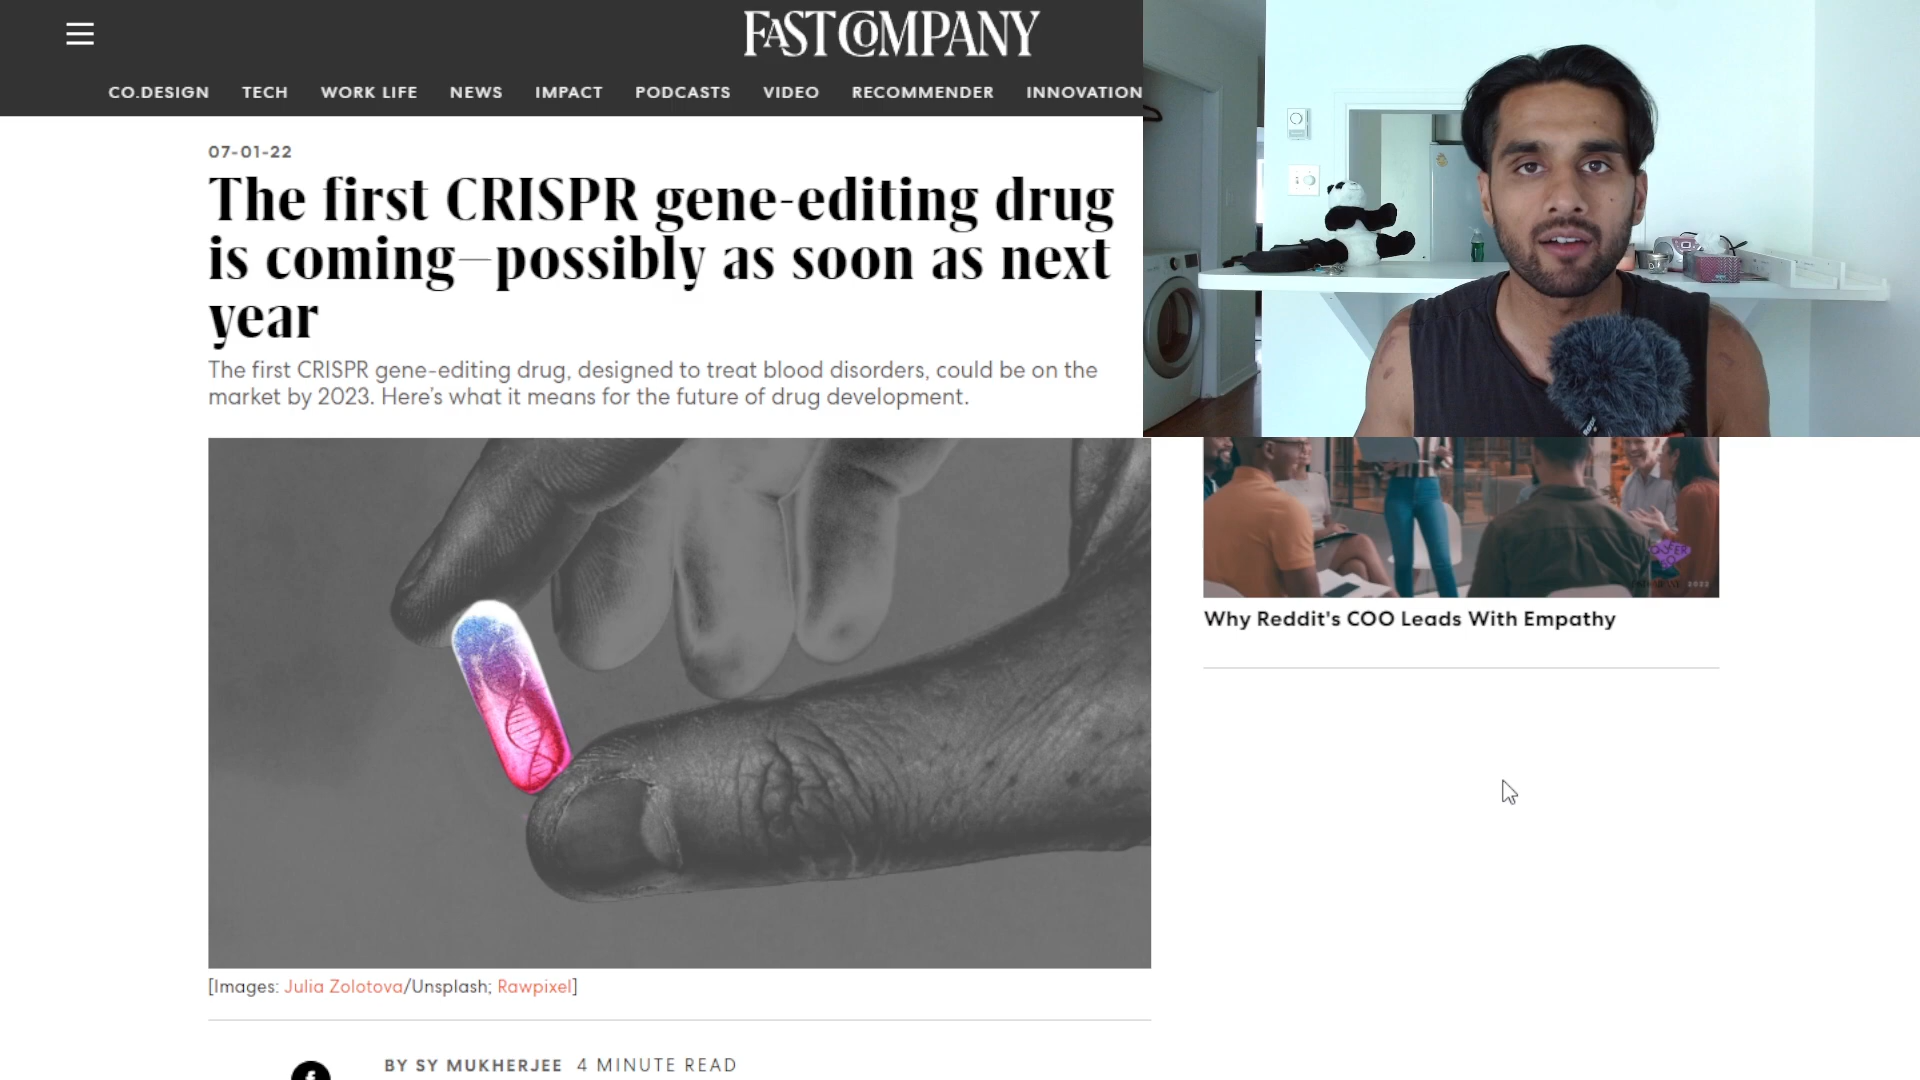 FAST COMPANY
CO.DESIGN TECH WORK LIFE NEWS IMPACT PODCASTS VIDEO RECOMMENDER INNOVATION
07-01-22
The first CRISPR gene-editing drug
is coming—possibly as soon as next
year
The first CRISPR gene-editing drug, designed to treat blood disorders, could be on the
market by 2023. Here’s what it means for the future of drug development.
2022
Why Reddit's COO Leads With Empathy
[Images: Julia Zolotova/Unsplash; Rawpixel]
BY SY MUKHERJEE 4 MINUTE READ